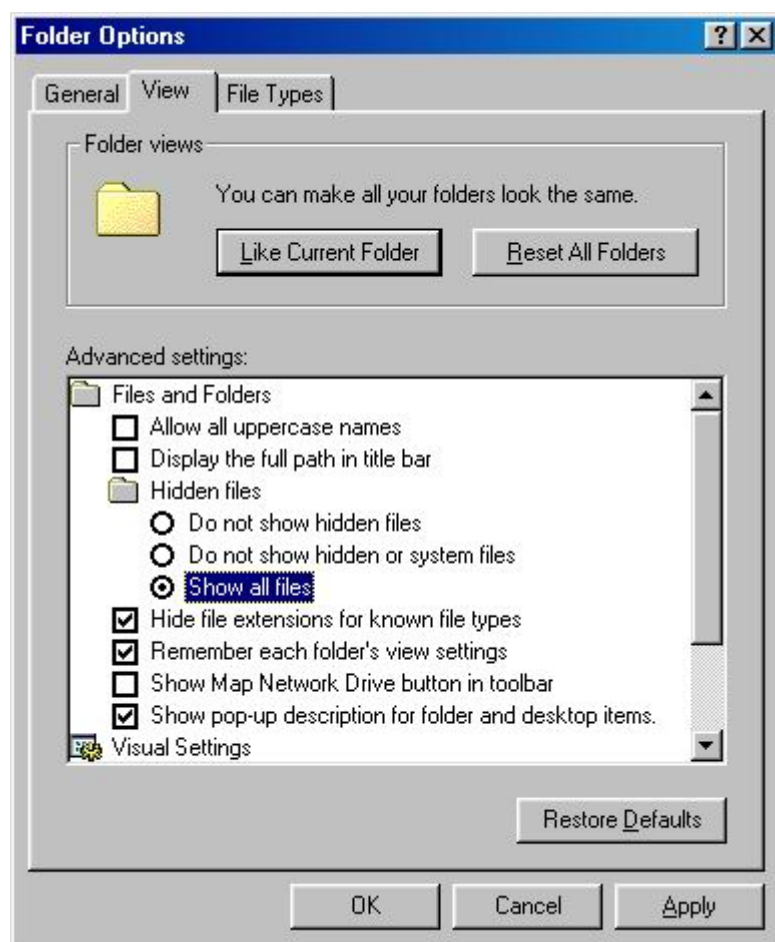 Folder Options
General View File Types
Folder views
You can make all your folders look the same.
Like Current Folder Reset All Folders
Advanced settings:
Files and Folders
Allow all uppercase names
Display the full path in title bar
Hidden files
Do not show hidden files
Do not show hidden or system files
Show all files
Hide file extensions for known file types
Remember each folder's view settings
Show Map Network Drive button in toolbar
Show pop-up description for folder and desktop items.
Visual Settings
Restore Defaults
OK Cancel Apply